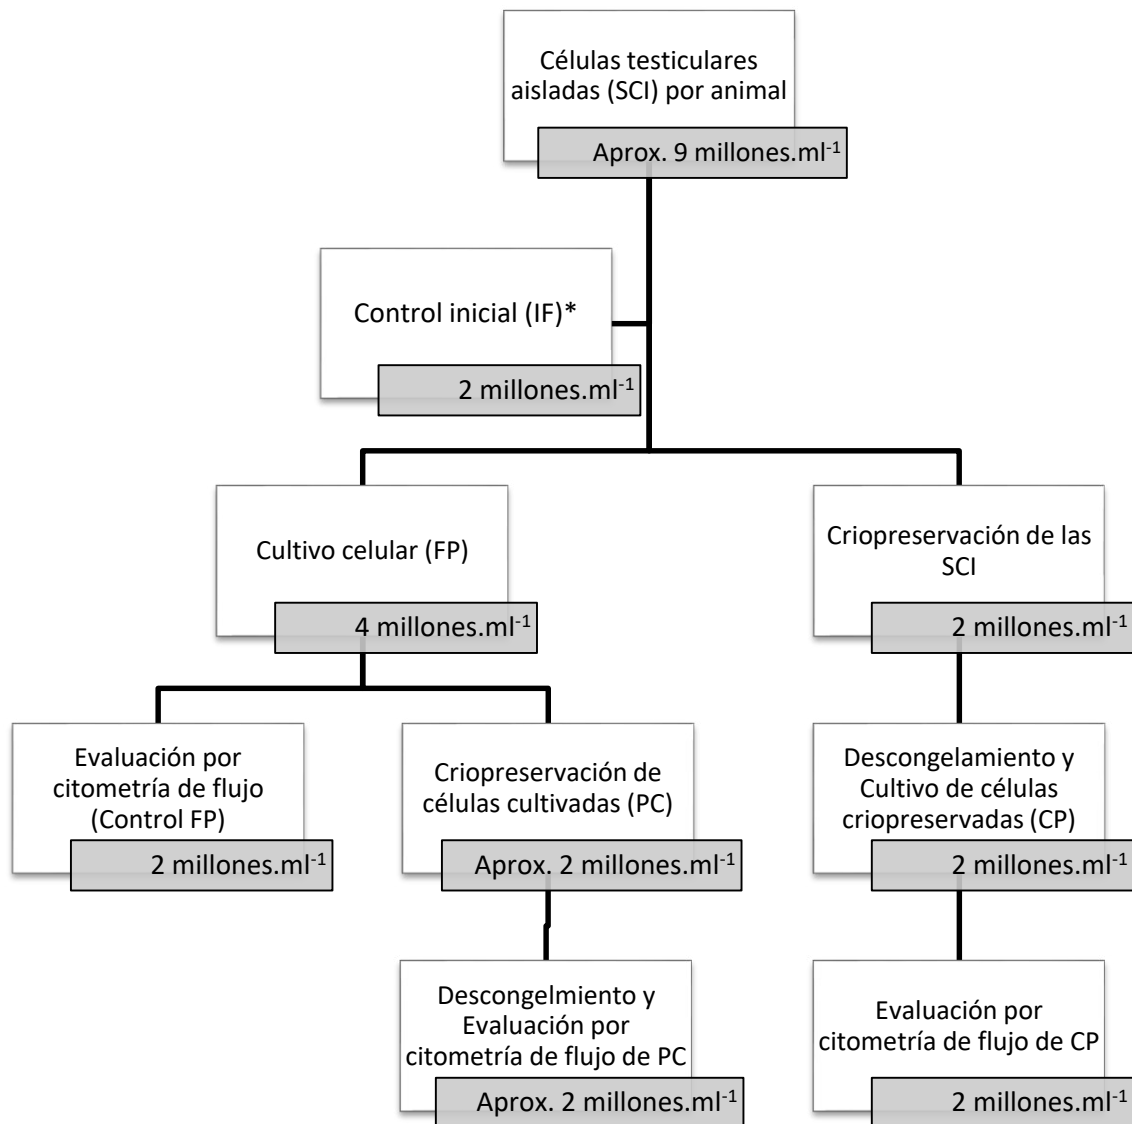 Células testiculares
aisladas (SCI) por animal
Aprox. 9 millones.ml⁻¹
Control inicial (IF)*
2 millones.ml⁻¹
Cultivo celular (FP)
4 millones.ml⁻¹
Criopreservación de las
SCI
2 millones.ml⁻¹
Evaluación por
citometría de flujo
(Control FP)
2 millones.ml⁻¹
Criopreservación de
células cultivadas (PC)
Aprox. 2 millones.ml⁻¹
Descongelamiento y
Cultivo de células
criopreservadas (CP)
2 millones.ml⁻¹
Descongelmiento y
Evaluación por
citometría de flujo de PC
Aprox. 2 millones.ml⁻¹
Evaluación por
citometría de flujo de CP
2 millones.ml⁻¹